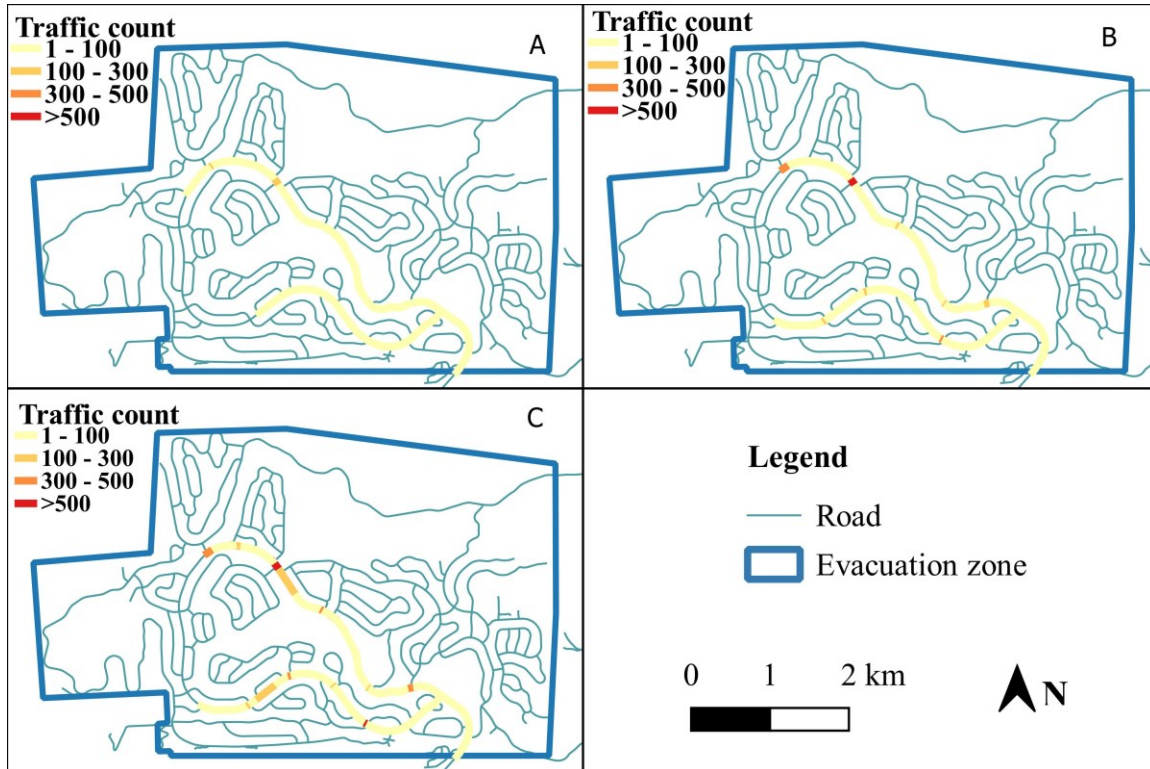 Traffic count
1 - 100
100 - 300
300 - 500
>500
A
Traffic count
1 - 100
100 - 300
300 - 500
>500
B
Traffic count
1 - 100
100 - 300
300 - 500
>500
C
Legend
Road
Evacuation zone
0 1 2 km
N